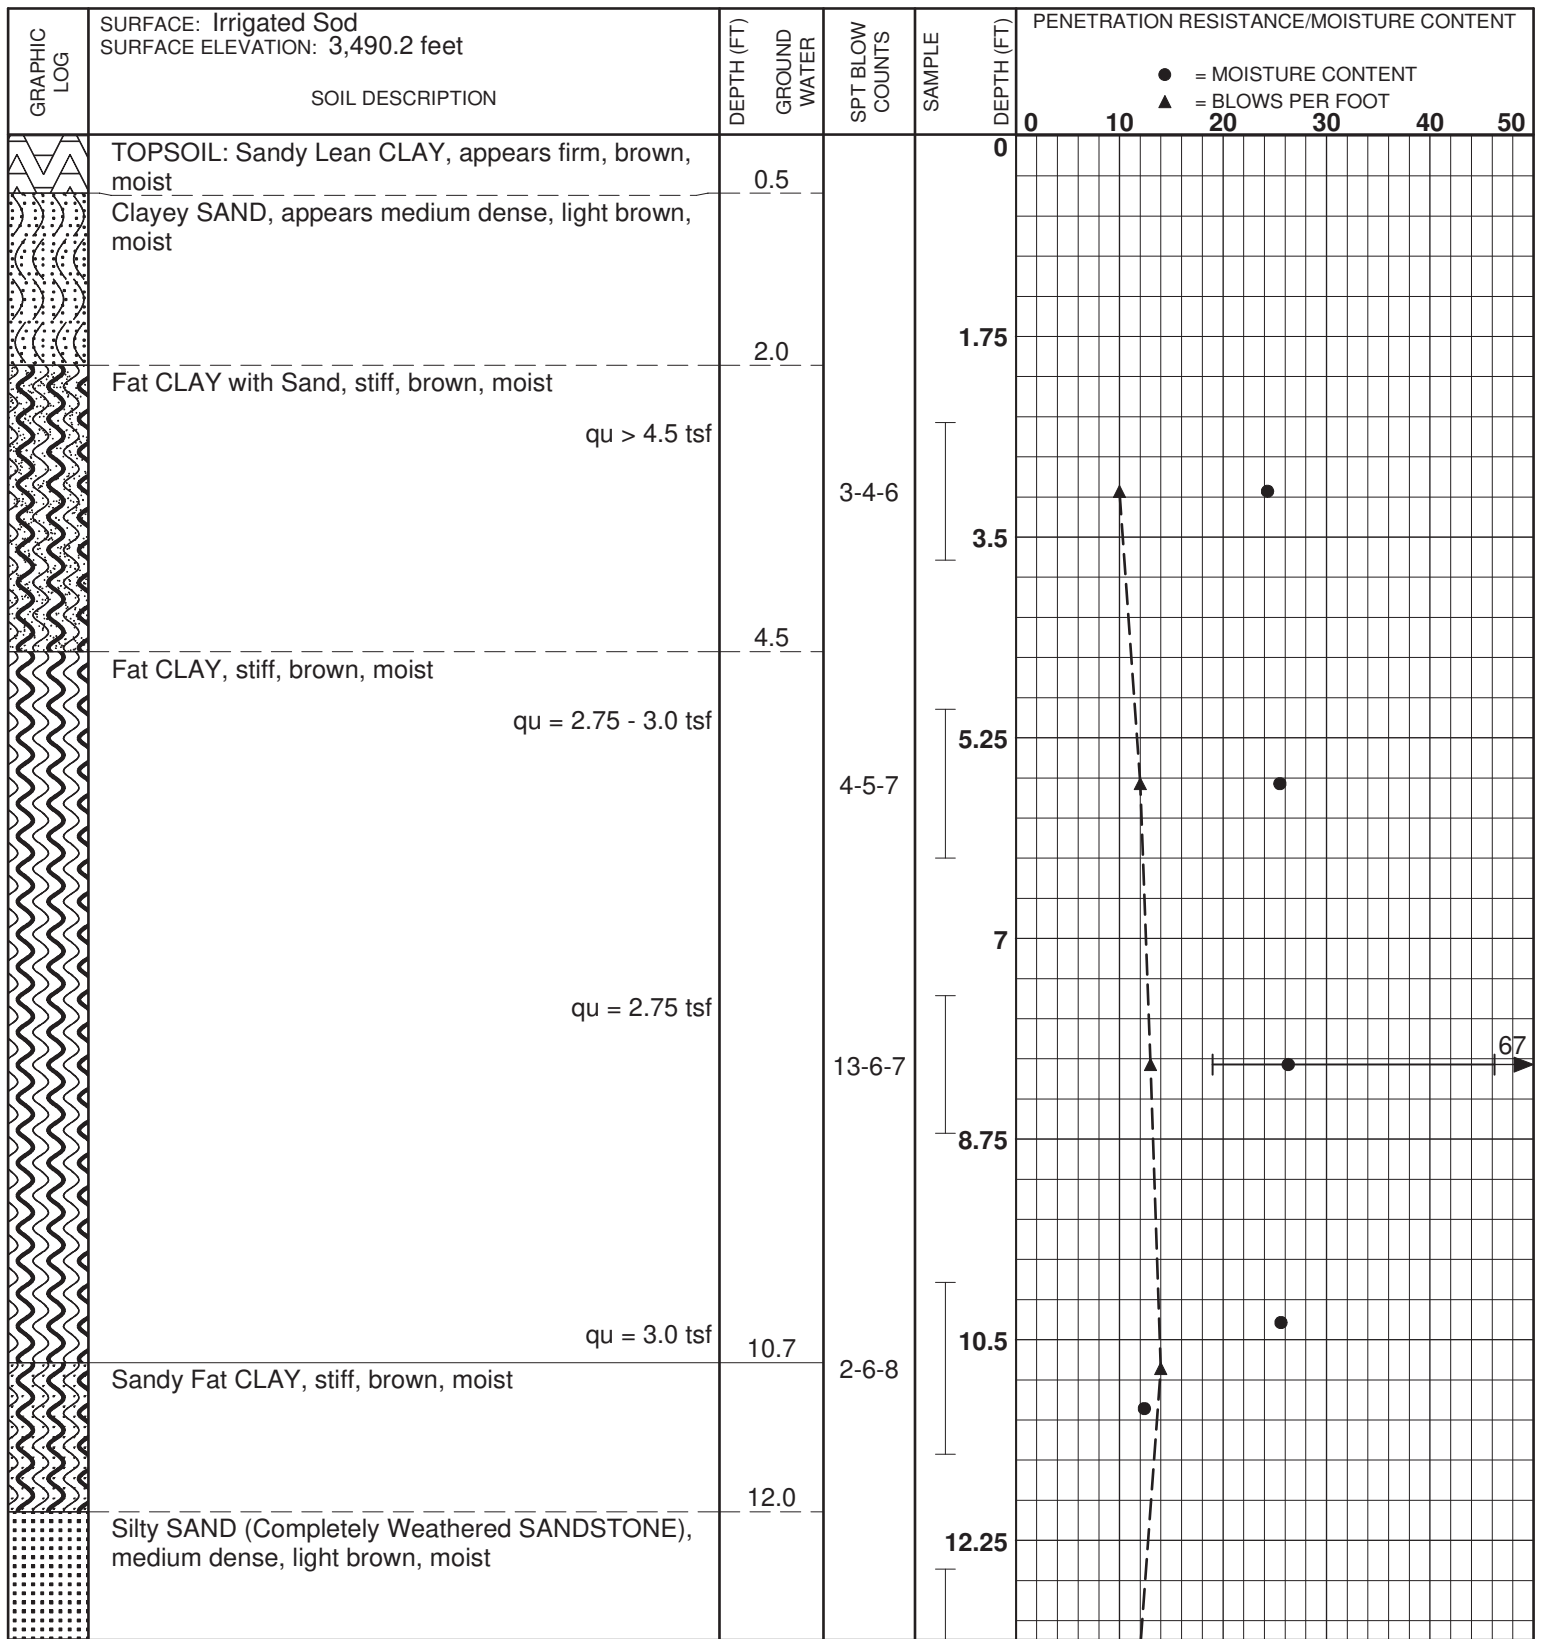 GRAPHIC
LOG
SURFACE: Irrigated Sod
SURFACE ELEVATION: 3,490.2 feet
SOIL DESCRIPTION
DEPTH (FT)
GROUND
WATER
SPT BLOW
COUNTS
SAMPLE
DEPTH (FT)
PENETRATION RESISTANCE/MOISTURE CONTENT
= MOISTURE CONTENT
= BLOWS PER FOOT
0 10 20 30 40 50
0
TOPSOIL: Sandy Lean CLAY, appears firm, brown,
moist
0.5
Clayey SAND, appears medium dense, light brown,
moist
1.75
2.0
Fat CLAY with Sand, stiff, brown, moist
qu > 4.5 tsf
3-4-6
3.5
4.5
Fat CLAY, stiff, brown, moist
qu = 2.75 - 3.0 tsf
5.25
4-5-7
7
qu = 2.75 tsf
67
13-6-7
8.75
qu = 3.0 tsf
10.5
10.7
2-6-8
Sandy Fat CLAY, stiff, brown, moist
12.0
Silty SAND (Completely Weathered SANDSTONE),
medium dense, light brown, moist
12.25